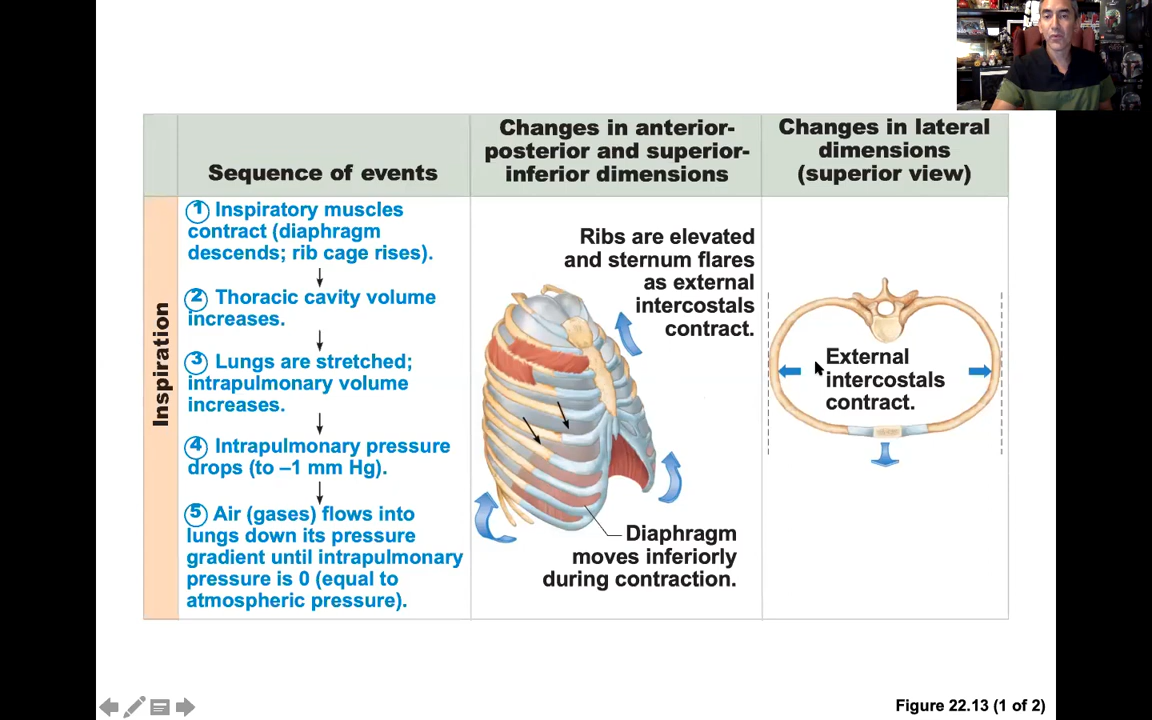 Sequence of events
Changes in anterior-
posterior and superior-
inferior dimensions
Changes in lateral
dimensions
(superior view)
Inspiration
1 Inspiratory muscles
contract (diaphragm
descends; rib cage rises).
2 Thoracic cavity volume
increases.
3 Lungs are stretched;
intrapulmonary volume
increases.
4 Intrapulmonary pressure
drops (to –1 mm Hg).
5 Air (gases) flows into
lungs down its pressure
gradient until intrapulmonary
pressure is 0 (equal to
atmospheric pressure).
Ribs are elevated
and sternum flares
as external
intercostals
contract.
Diaphragm
moves inferiorly
during contraction.
External
intercostals
contract.
Figure 22.13 (1 of 2)